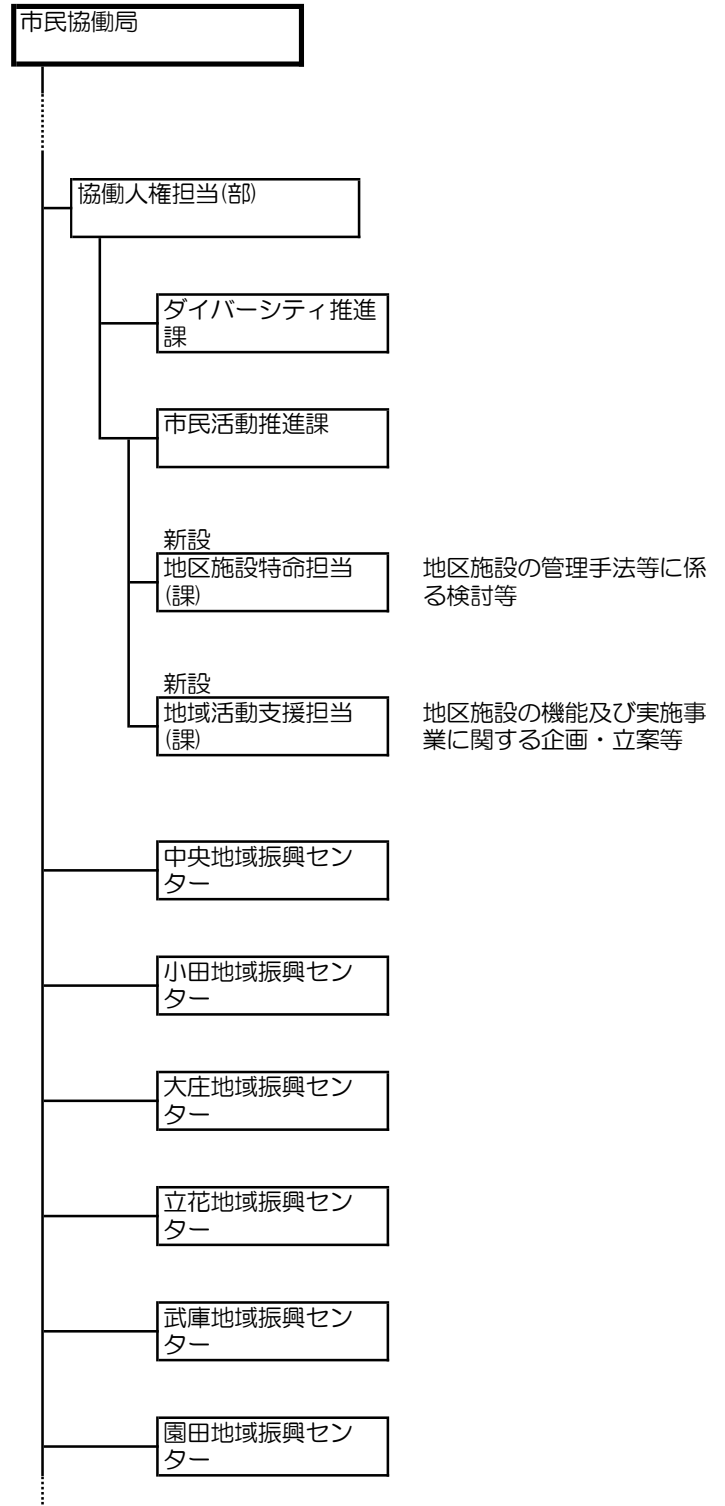 市民協働局
協働人権担当(部)
ダイバーシティ推進
課
市民活動推進課
新設
地区施設特命担当
(課)
地区施設の管理手法等に係
る検討等
新設
地域活動支援担当
(課)
地区施設の機能及び実施事
業に関する企画・立案等
中央地域振興セン
ター
小田地域振興セン
ター
大庄地域振興セン
ター
立花地域振興セン
ター
武庫地域振興セン
ター
園田地域振興セン
ター